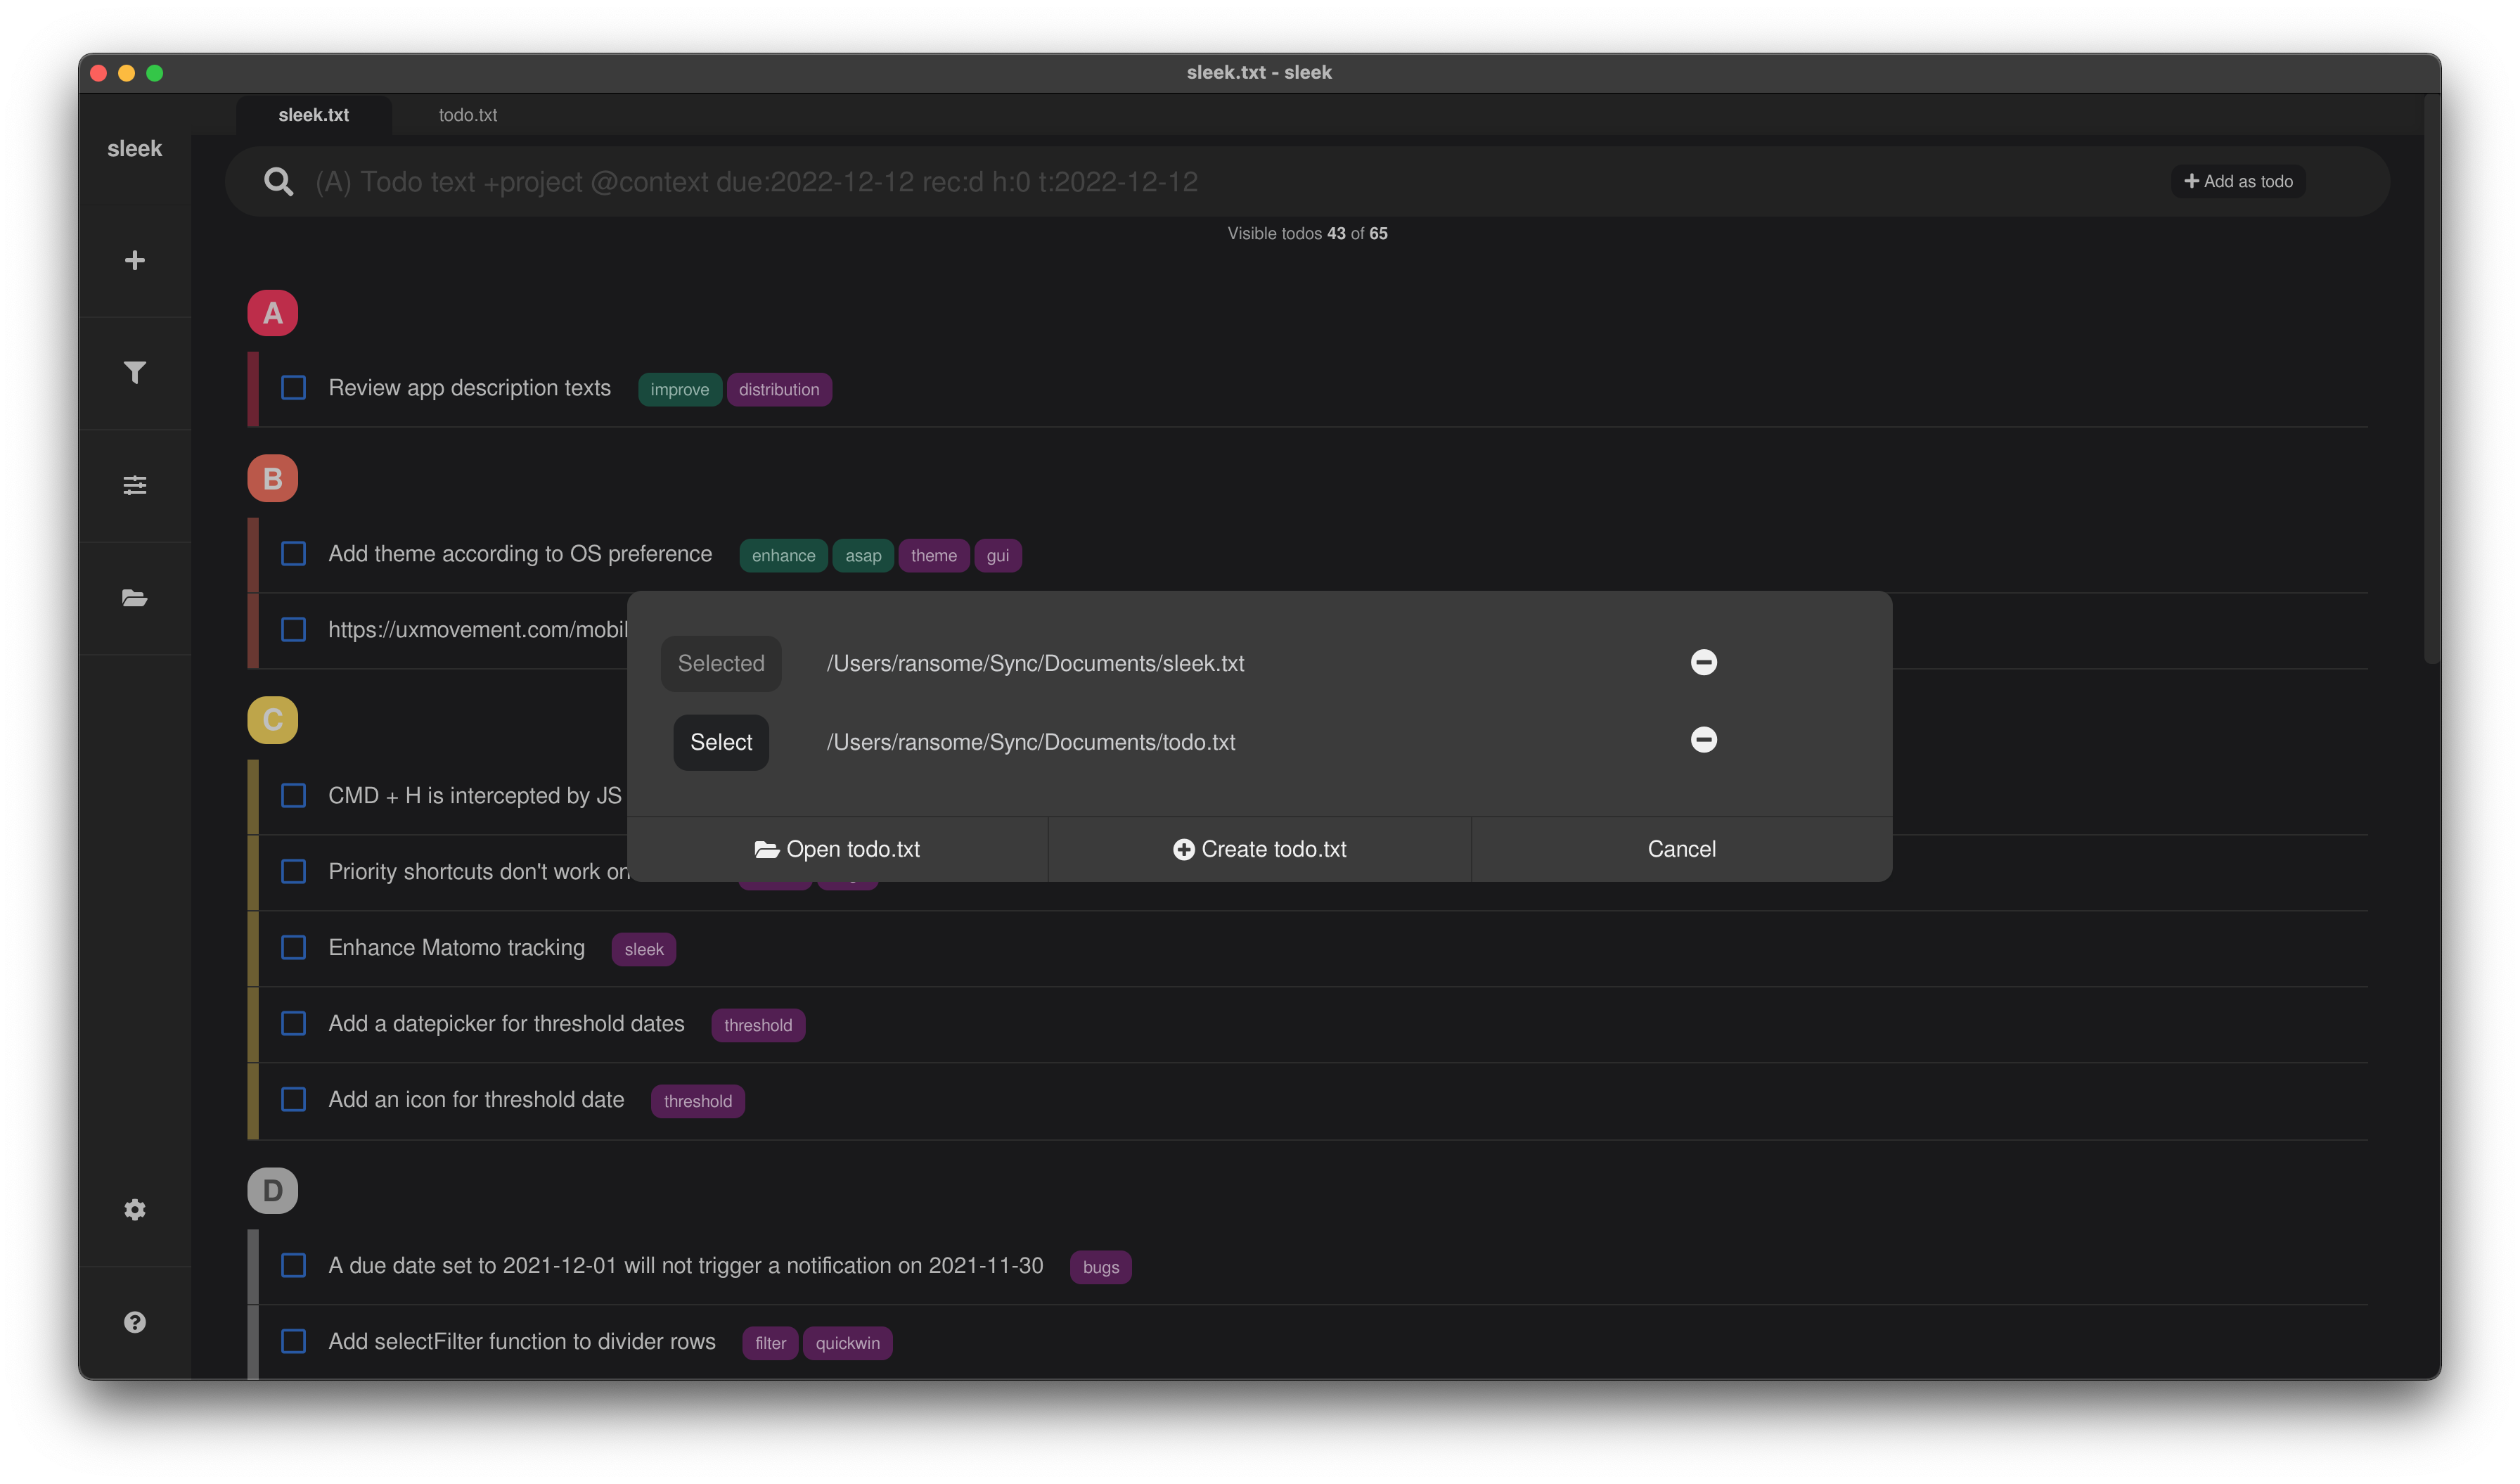 sleek.txt - sleek
sleek.txt todo.txt
sleek
(A) Todo text +project @context due:2022-12-12 rec:d h:0 t:2022-12-12
Add as todo
Visible todos 43 of 65
A
Review app description texts improve distribution
B
Add theme according to OS preference enhance asap theme gui
https://uxmovement.com/mobil
Selected /Users/ransome/Sync/Documents/sleek.txt
Select /Users/ransome/Sync/Documents/todo.txt
Open todo.txt Create todo.txt Cancel
C
CMD + H is intercepted by JS
Priority shortcuts don't work on
Enhance Matomo tracking sleek
Add a datepicker for threshold dates threshold
Add an icon for threshold date threshold
D
A due date set to 2021-12-01 will not trigger a notification on 2021-11-30 bugs
Add selectFilter function to divider rows filter quickwin